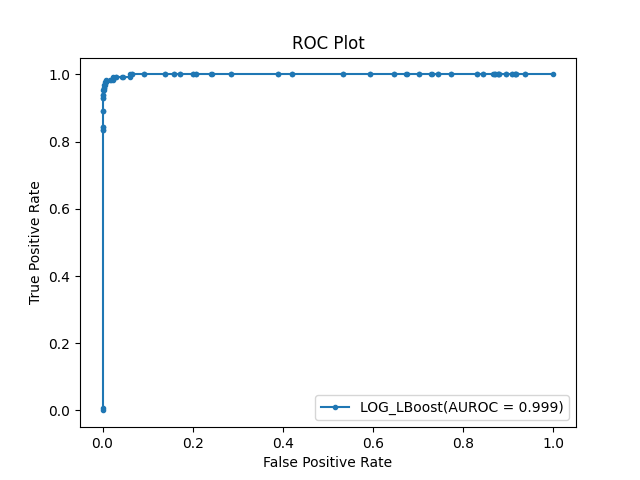 ROC Plot
True Positive Rate
1.0
0.8
0.6
0.4
0.2
0.0
LOG_LBoost(AUROC = 0.999)
0.0 0.2 0.4 0.6 0.8 1.0
False Positive Rate